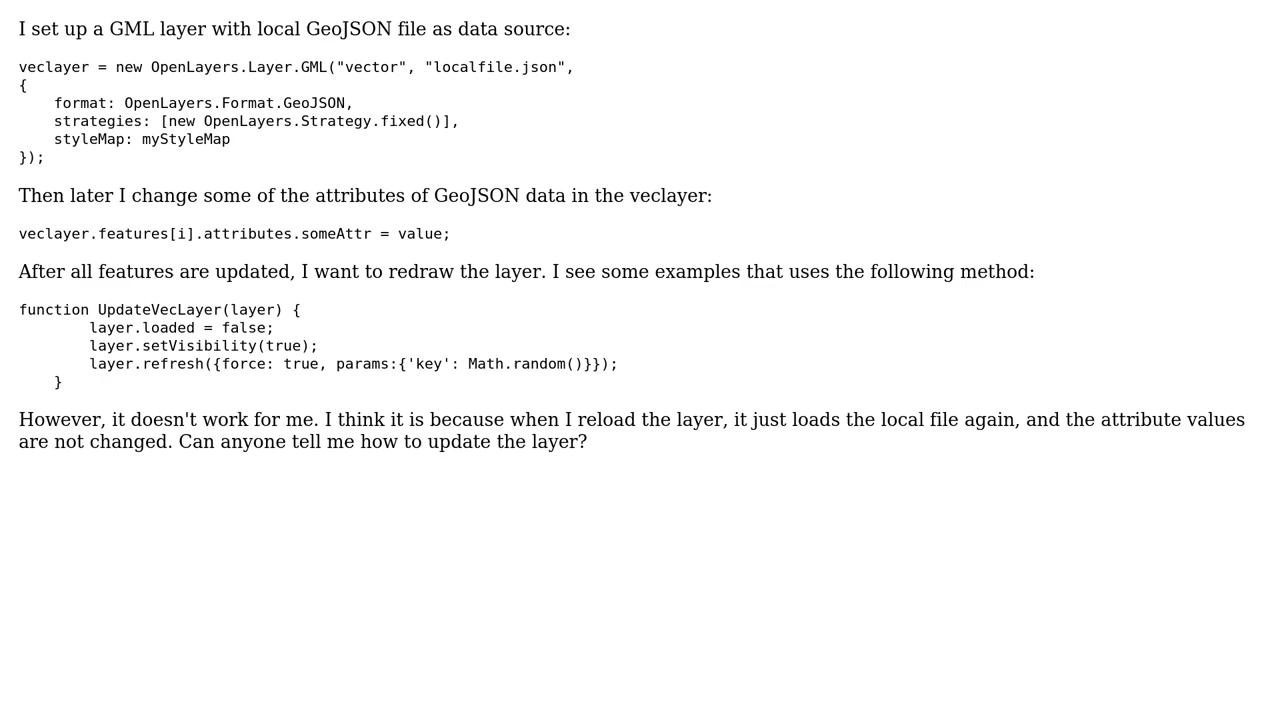 I set up a GML layer with local GeoJSON file as data source:
veclayer = new OpenLayers.Layer.GML("vector", "localfile.json",
{
    format: OpenLayers.Format.GeoJSON,
    strategies: [new OpenLayers.Strategy.fixed()],
    styleMap: myStyleMap
});
Then later I change some of the attributes of GeoJSON data in the veclayer:
veclayer.features[i].attributes.someAttr = value;
After all features are updated, I want to redraw the layer. I see some examples that uses the following method:
function UpdateVecLayer(layer) {
        layer.loaded = false;
        layer.setVisibility(true);
        layer.refresh({force: true, params:{'key': Math.random()}});
    }
However, it doesn't work for me. I think it is because when I reload the layer, it just loads the local file again, and the attribute values
are not changed. Can anyone tell me how to update the layer?